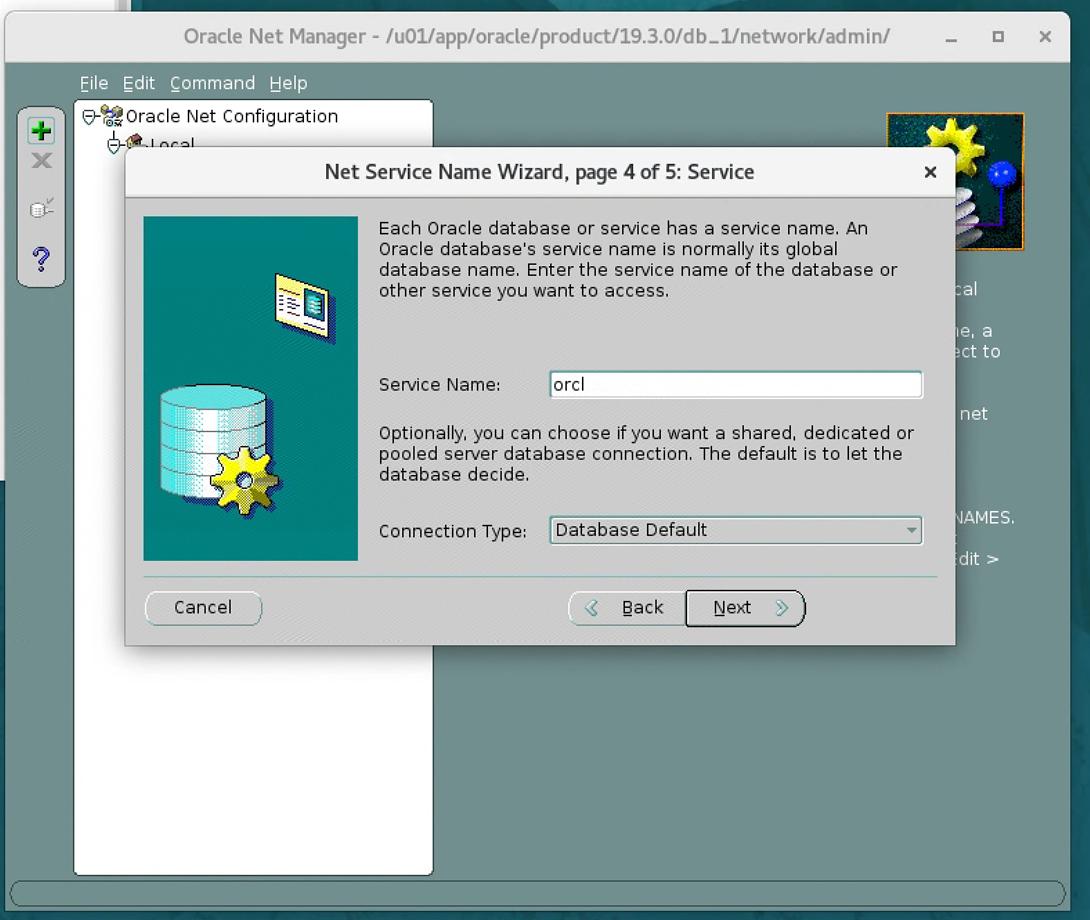 Oracle Net Manager - /u01/app/oracle/product/19.3.0/db_1/network/admin/
File Edit Command Help
Oracle Net Configuration
Local
Net Service Name Wizard, page 4 of 5: Service
Each Oracle database or service has a service name. An
Oracle database's service name is normally its global
database name. Enter the service name of the database or
other service you want to access.
Service Name: orcl
Optionally, you can choose if you want a shared, dedicated or
pooled server database connection. The default is to let the
database decide.
Connection Type: Database Default
Cancel Back Next
cal
e, a
ect to
net
NAMES.
dit >